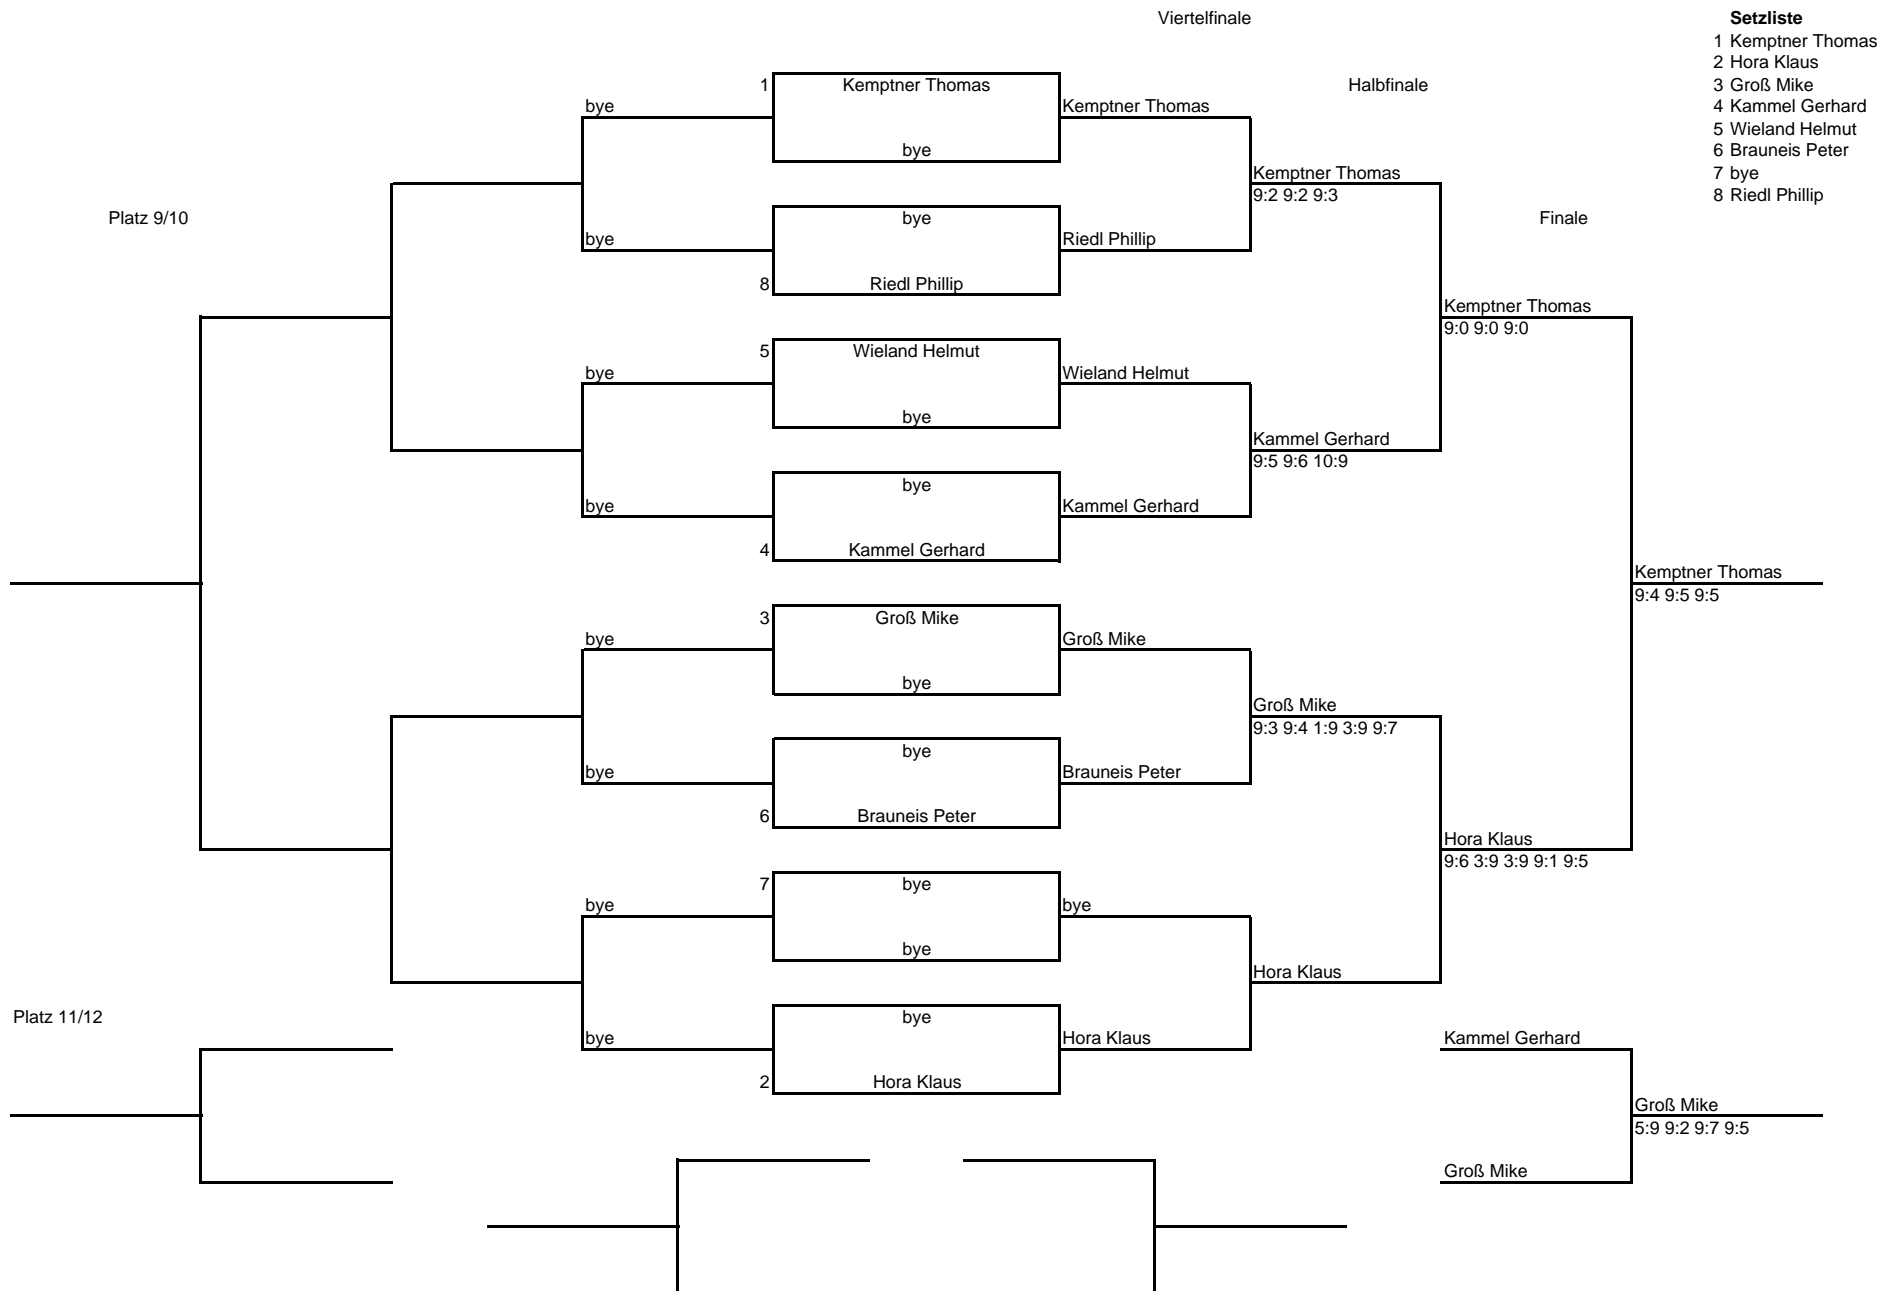 Viertelfinale
Setzliste
1 Kemptner Thomas
2 Hora Klaus
3 Groß Mike
4 Kammel Gerhard
5 Wieland Helmut
6 Brauneis Peter
7 bye
8 Riedl Phillip
1 Kemptner Thomas
Halbfinale
bye
Kemptner Thomas
bye
Kemptner Thomas
9:2 9:2 9:3
Platz 9/10
bye
Finale
bye
Riedl Phillip
8 Riedl Phillip
Kemptner Thomas
9:0 9:0 9:0
5 Wieland Helmut
bye
Wieland Helmut
bye
Kammel Gerhard
9:5 9:6 10:9
bye
bye
Kammel Gerhard
4 Kammel Gerhard
Kemptner Thomas
9:4 9:5 9:5
3 Groß Mike
bye
Groß Mike
bye
Groß Mike
9:3 9:4 1:9 3:9 9:7
bye
bye
Brauneis Peter
6 Brauneis Peter
Hora Klaus
9:6 3:9 3:9 9:1 9:5
7 bye
bye
bye
bye
Hora Klaus
Platz 11/12
bye
bye
Hora Klaus
Kammel Gerhard
2 Hora Klaus
Groß Mike
5:9 9:2 9:7 9:5
Groß Mike